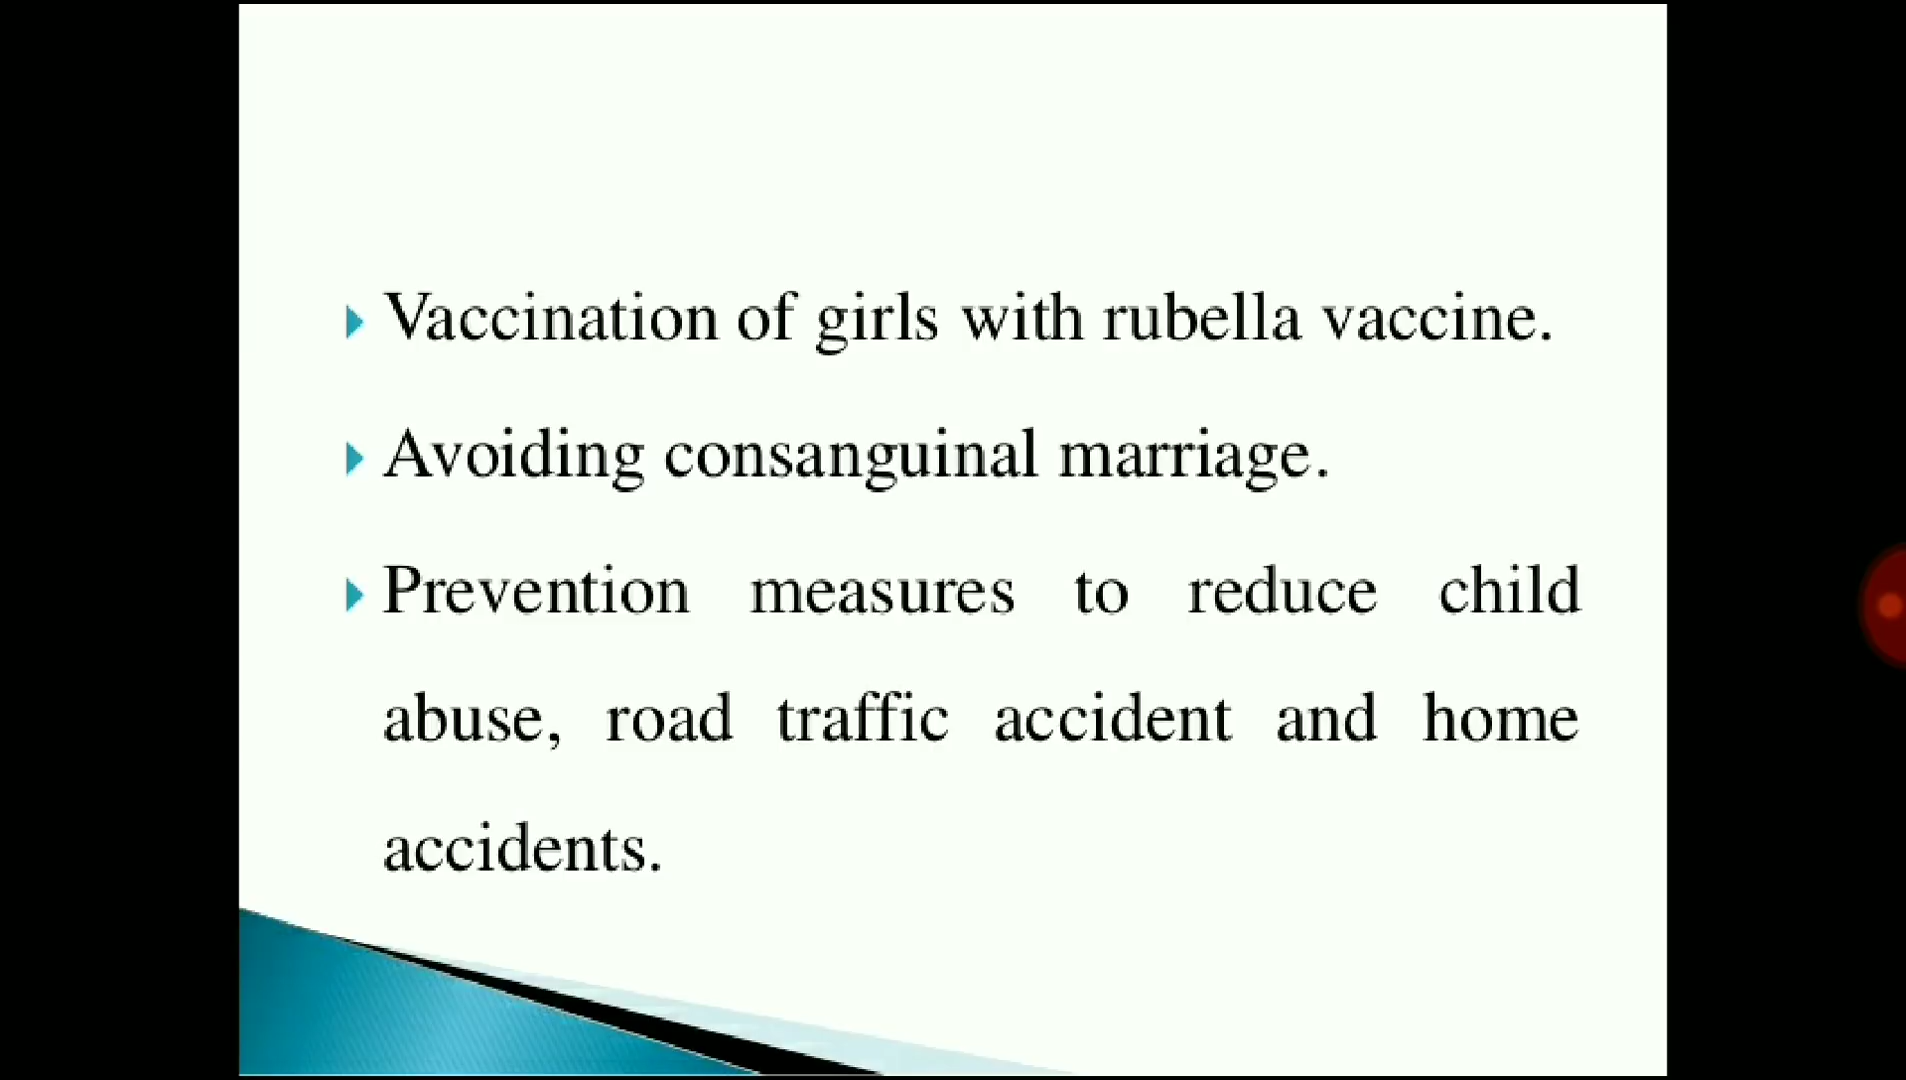 Vaccination of girls with rubella vaccine.
Avoiding consanguinal marriage.
Prevention measures to reduce child
abuse, road traffic accident and home
accidents.